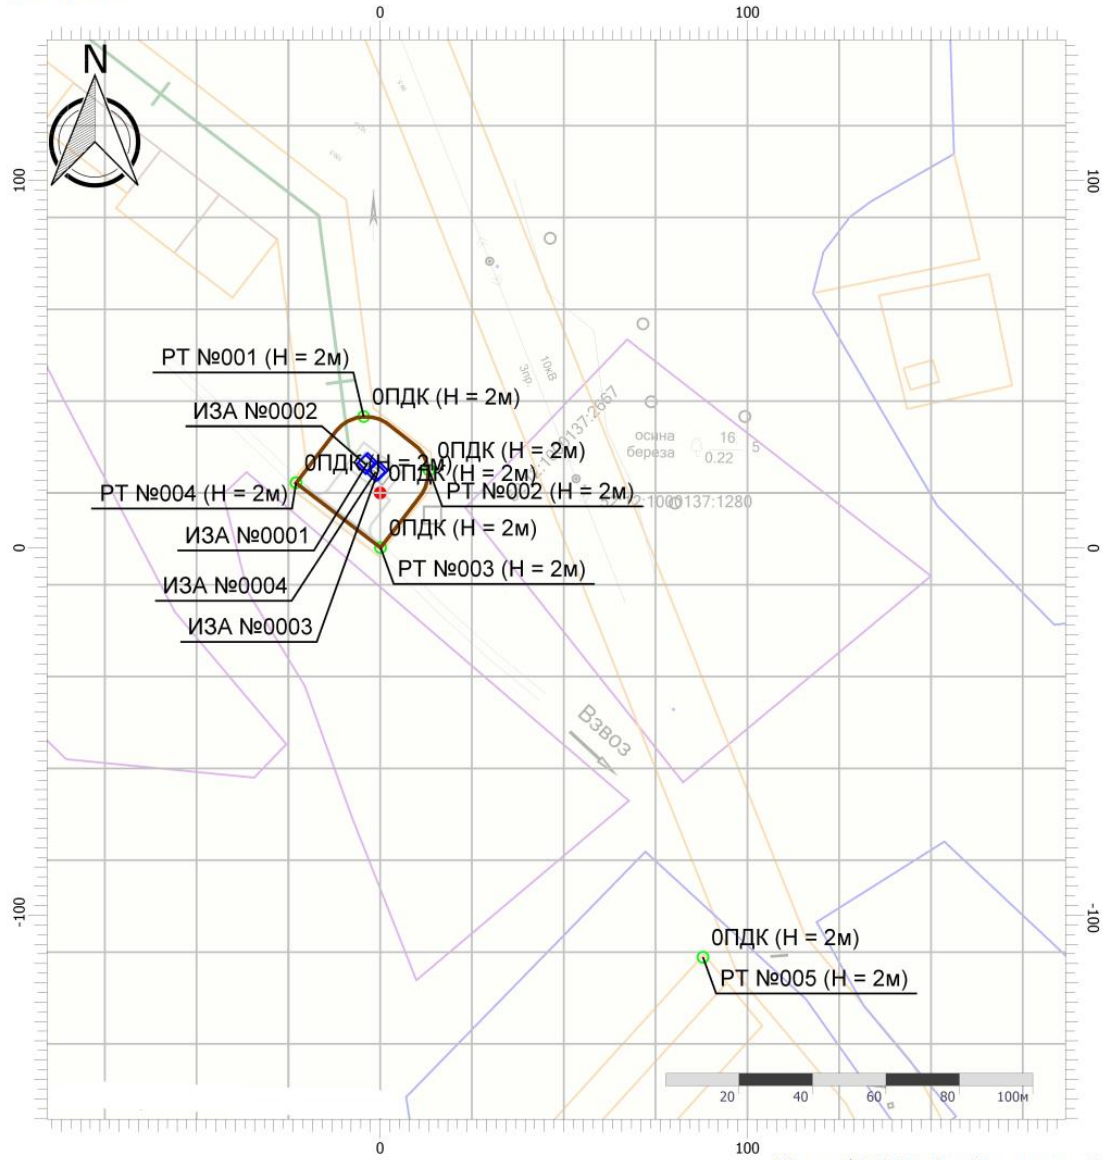 0
100
N
100
100
10кВ
3пр.
РТ №001 (Н = 2м)
0ПДК (Н = 2м)
ИЗА №0002
осина
береза
16
0.22
5
0ПДК (Н = 2м)
0ПДК (Н = 2м)
0ПДК (Н = 2м)
РТ №004 (Н = 2м)
РТ №002 (Н = 2м)
:1000137:1280
ИЗА №0001
0ПДК (Н = 2м)
0
0
РТ №003 (Н = 2м)
ИЗА №0004
ИЗА №0003
Взвоз
-100
-100
0ПДК (Н = 2м)
РТ №005 (Н = 2м)
20
40
60
80
100м
0
100